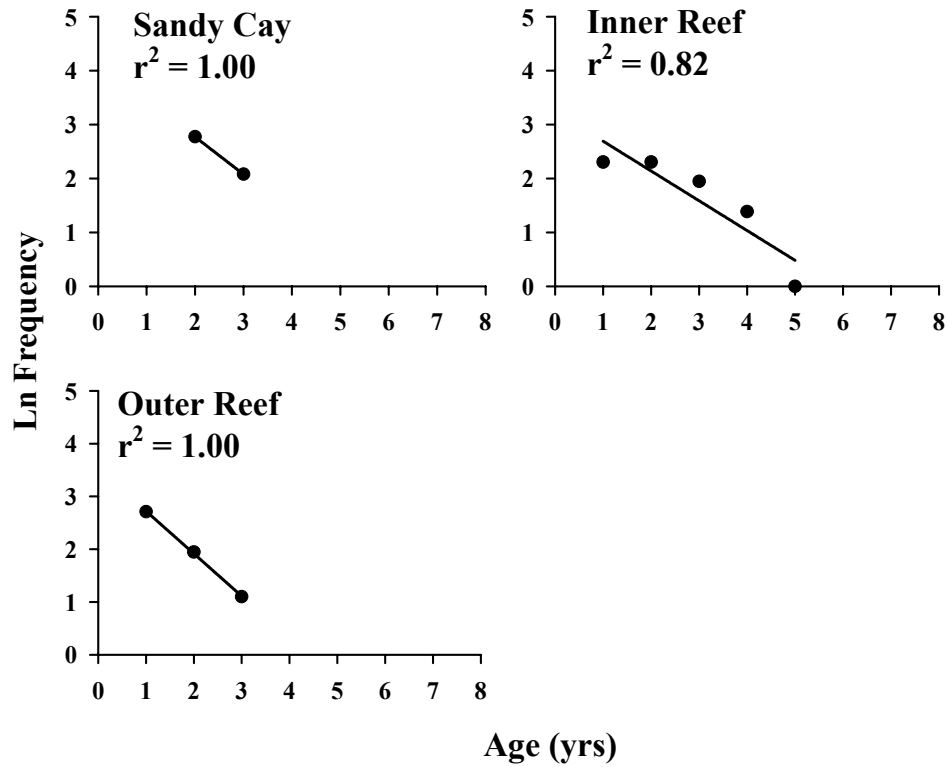 Sandy Cay
r² = 1.00
5
4
3
2
1
0
0 1 2 3 4 5 6 7 8
Inner Reef
r² = 0.82
5
4
3
2
1
0
0 1 2 3 4 5 6 7 8
Ln Frequency
Outer Reef
r² = 1.00
5
4
3
2
1
0
0 1 2 3 4 5 6 7 8
Age (yrs)